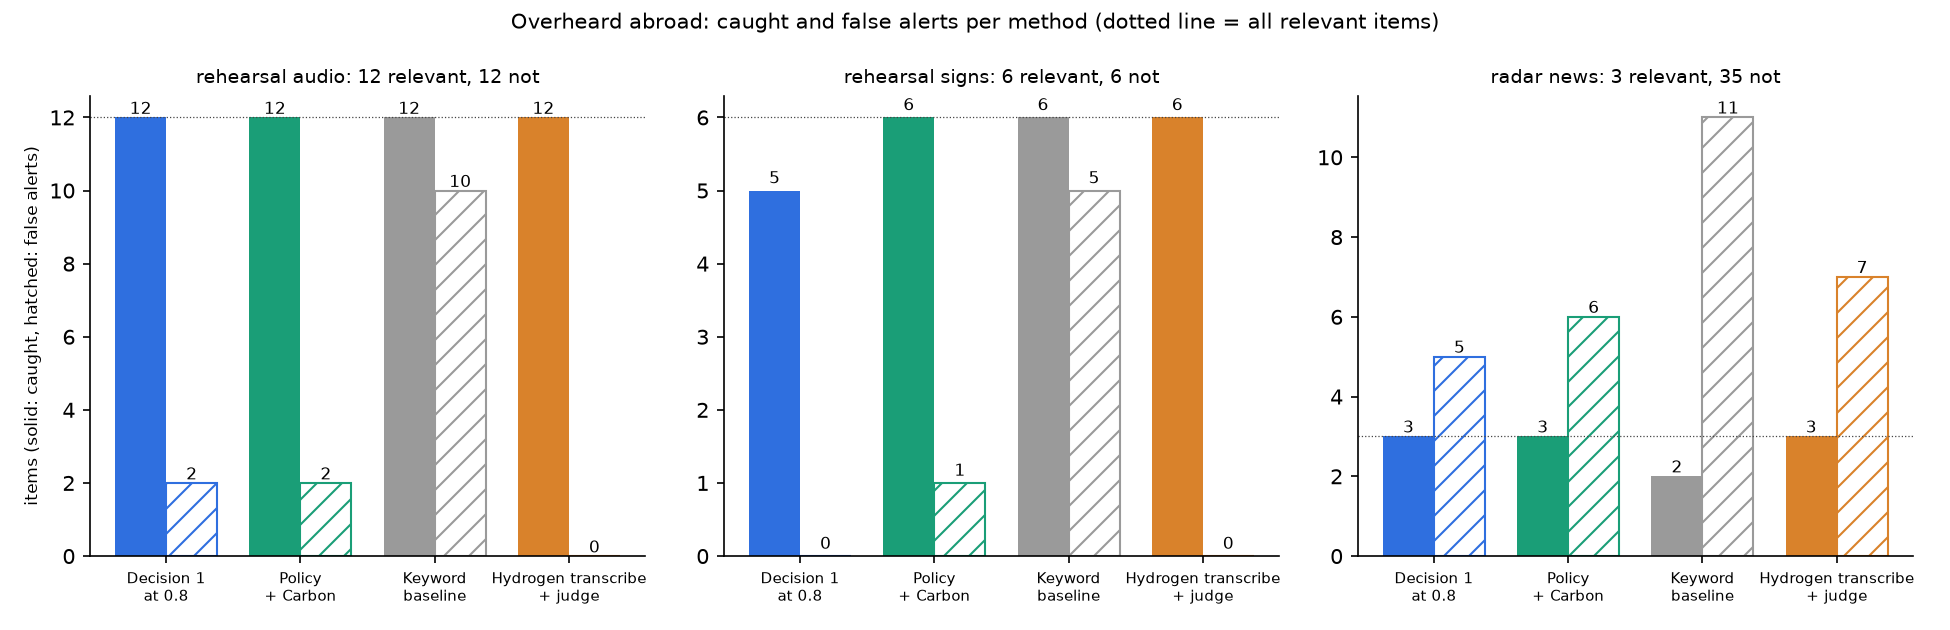 Overheard abroad: caught and false alerts per method (dotted line = all relevant items)
rehearsal audio: 12 relevant, 12 not
items (solid: caught, hatched: false alerts)
12
10
8
6
4
2
0
12
2
12
2
12
10
12
0
Decision 1
at 0.8
Policy
+ Carbon
Keyword
baseline
Hydrogen transcribe
+ judge
rehearsal signs: 6 relevant, 6 not
6
5
4
3
2
1
0
5
0
6
1
6
5
6
0
Decision 1
at 0.8
Policy
+ Carbon
Keyword
baseline
Hydrogen transcribe
+ judge
radar news: 3 relevant, 35 not
10
8
6
4
2
0
3
5
3
6
2
11
3
7
Decision 1
at 0.8
Policy
+ Carbon
Keyword
baseline
Hydrogen transcribe
+ judge